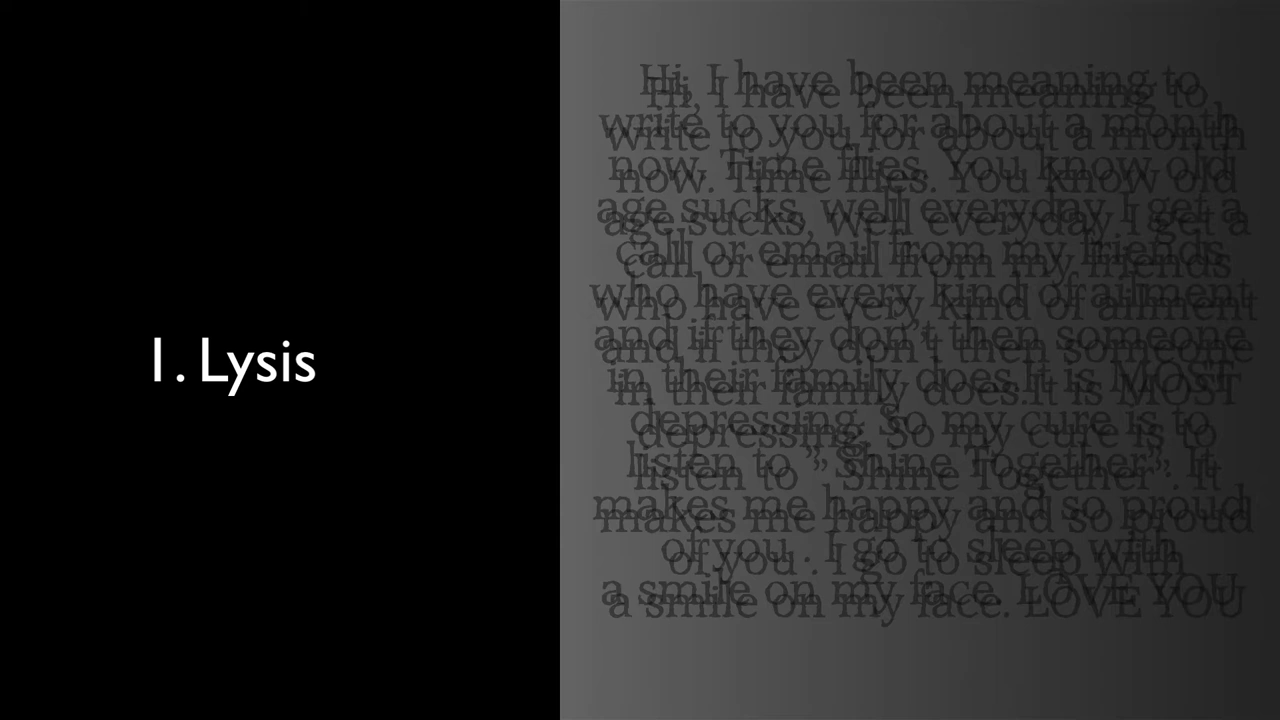 1. Lysis
Hi, I have been meaning to
write to you for about a month
now. Time flies. You know old
age sucks, well everyday I get a
call or email from my friends
who have every kind of ailment
and if they don't then someone
in their family does.It is MOST
depressing. So my cure is to
listen to " Shine Together". It
makes me happy and so proud
of you . I go to sleep with
a smile on my face. LOVE YOU